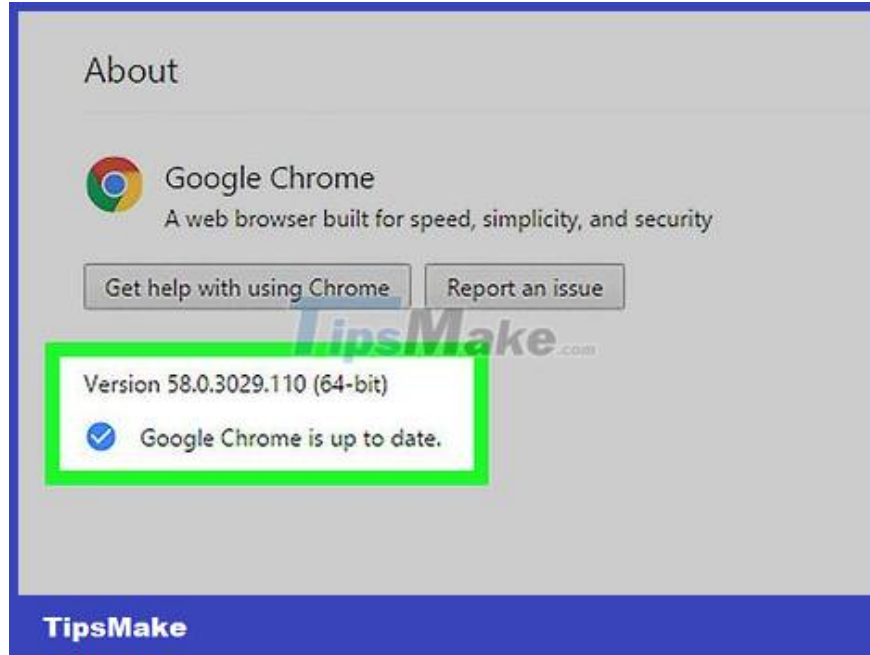 About
Google Chrome
A web browser built for speed, simplicity, and security
Get help with using Chrome
Report an issue
TipsMake.com
Version 58.0.3029.110 (64-bit)
Google Chrome is up to date.
TipsMake